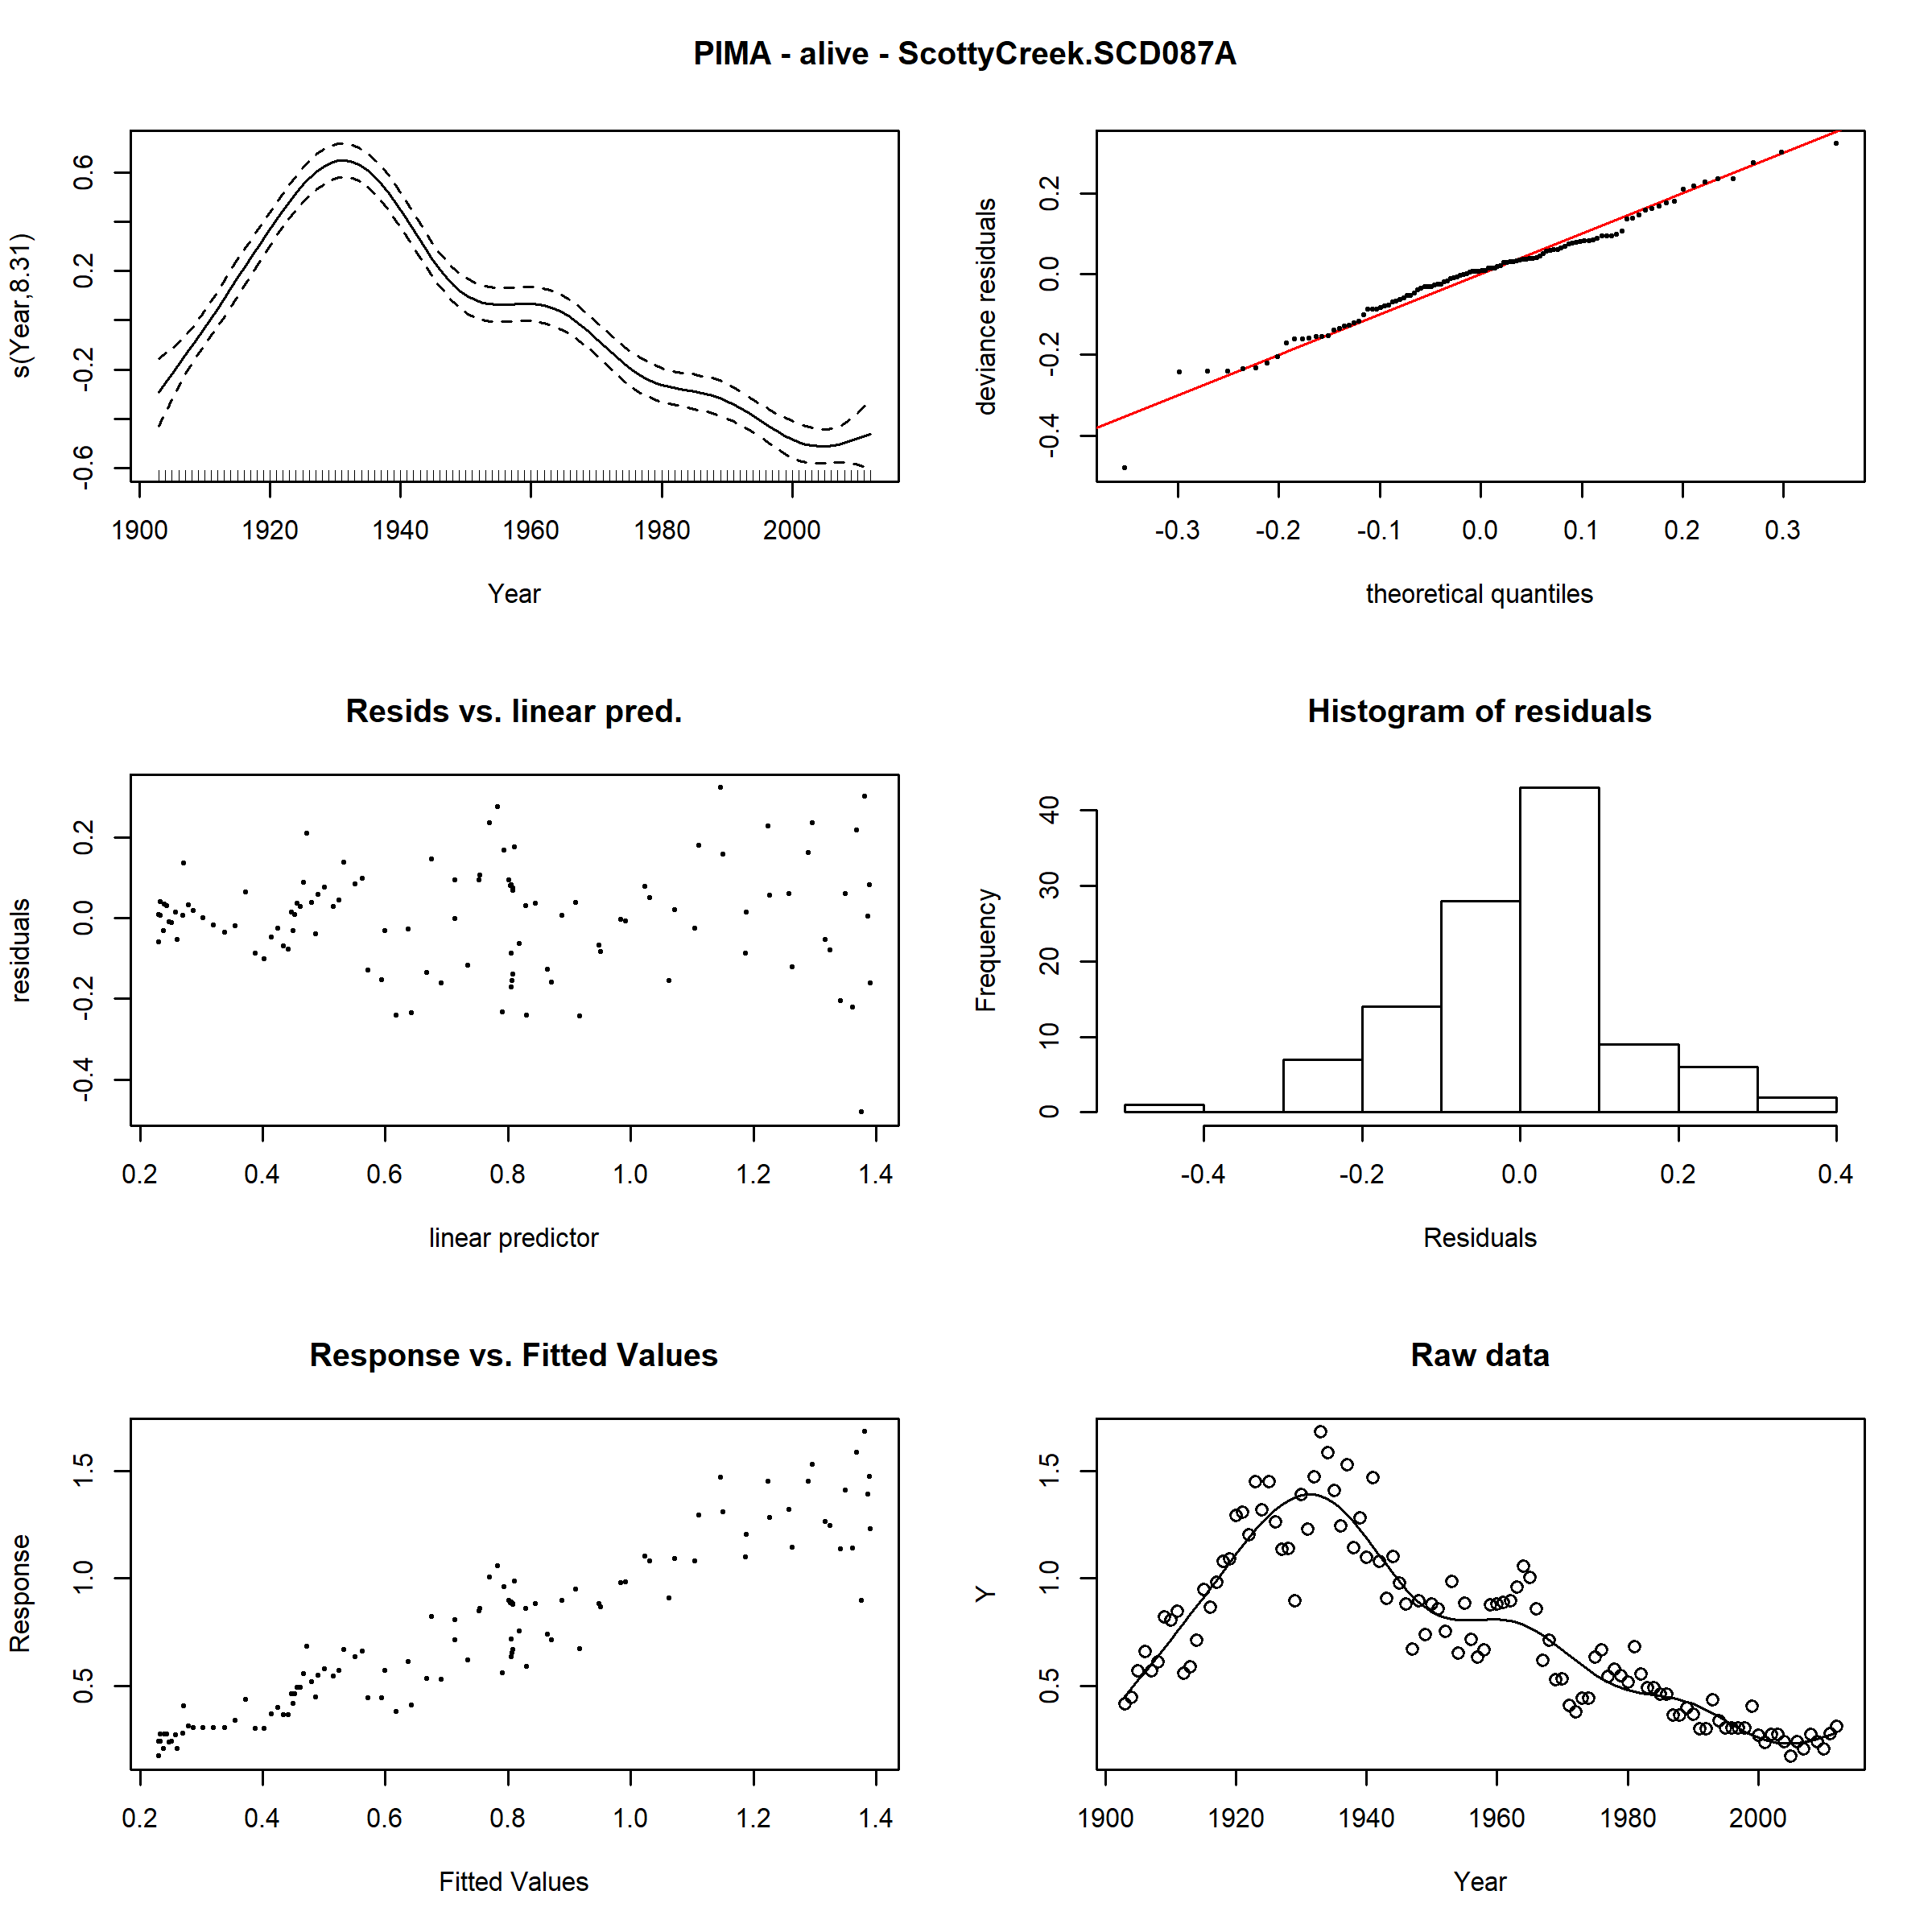 PIMA - alive - ScottyCreek.SCD087A
s(Year,8.31)
-0.6 -0.2 0.2 0.6
1900 1920 1940 1960 1980 2000
Year
deviance residuals
-0.4 -0.2 0.0 0.2
-0.3 -0.2 -0.1 0.0 0.1 0.2 0.3
theoretical quantiles
Resids vs. linear pred.
residuals
-0.4 -0.2 0.0 0.2
0.2 0.4 0.6 0.8 1.0 1.2 1.4
linear predictor
Histogram of residuals
Frequency
0 10 20 30 40
-0.4 -0.2 0.0 0.2 0.4
Residuals
Response vs. Fitted Values
Response
0.5 1.0 1.5
0.2 0.4 0.6 0.8 1.0 1.2 1.4
Fitted Values
Raw data
Y
0.5 1.0 1.5
1900 1920 1940 1960 1980 2000
Year